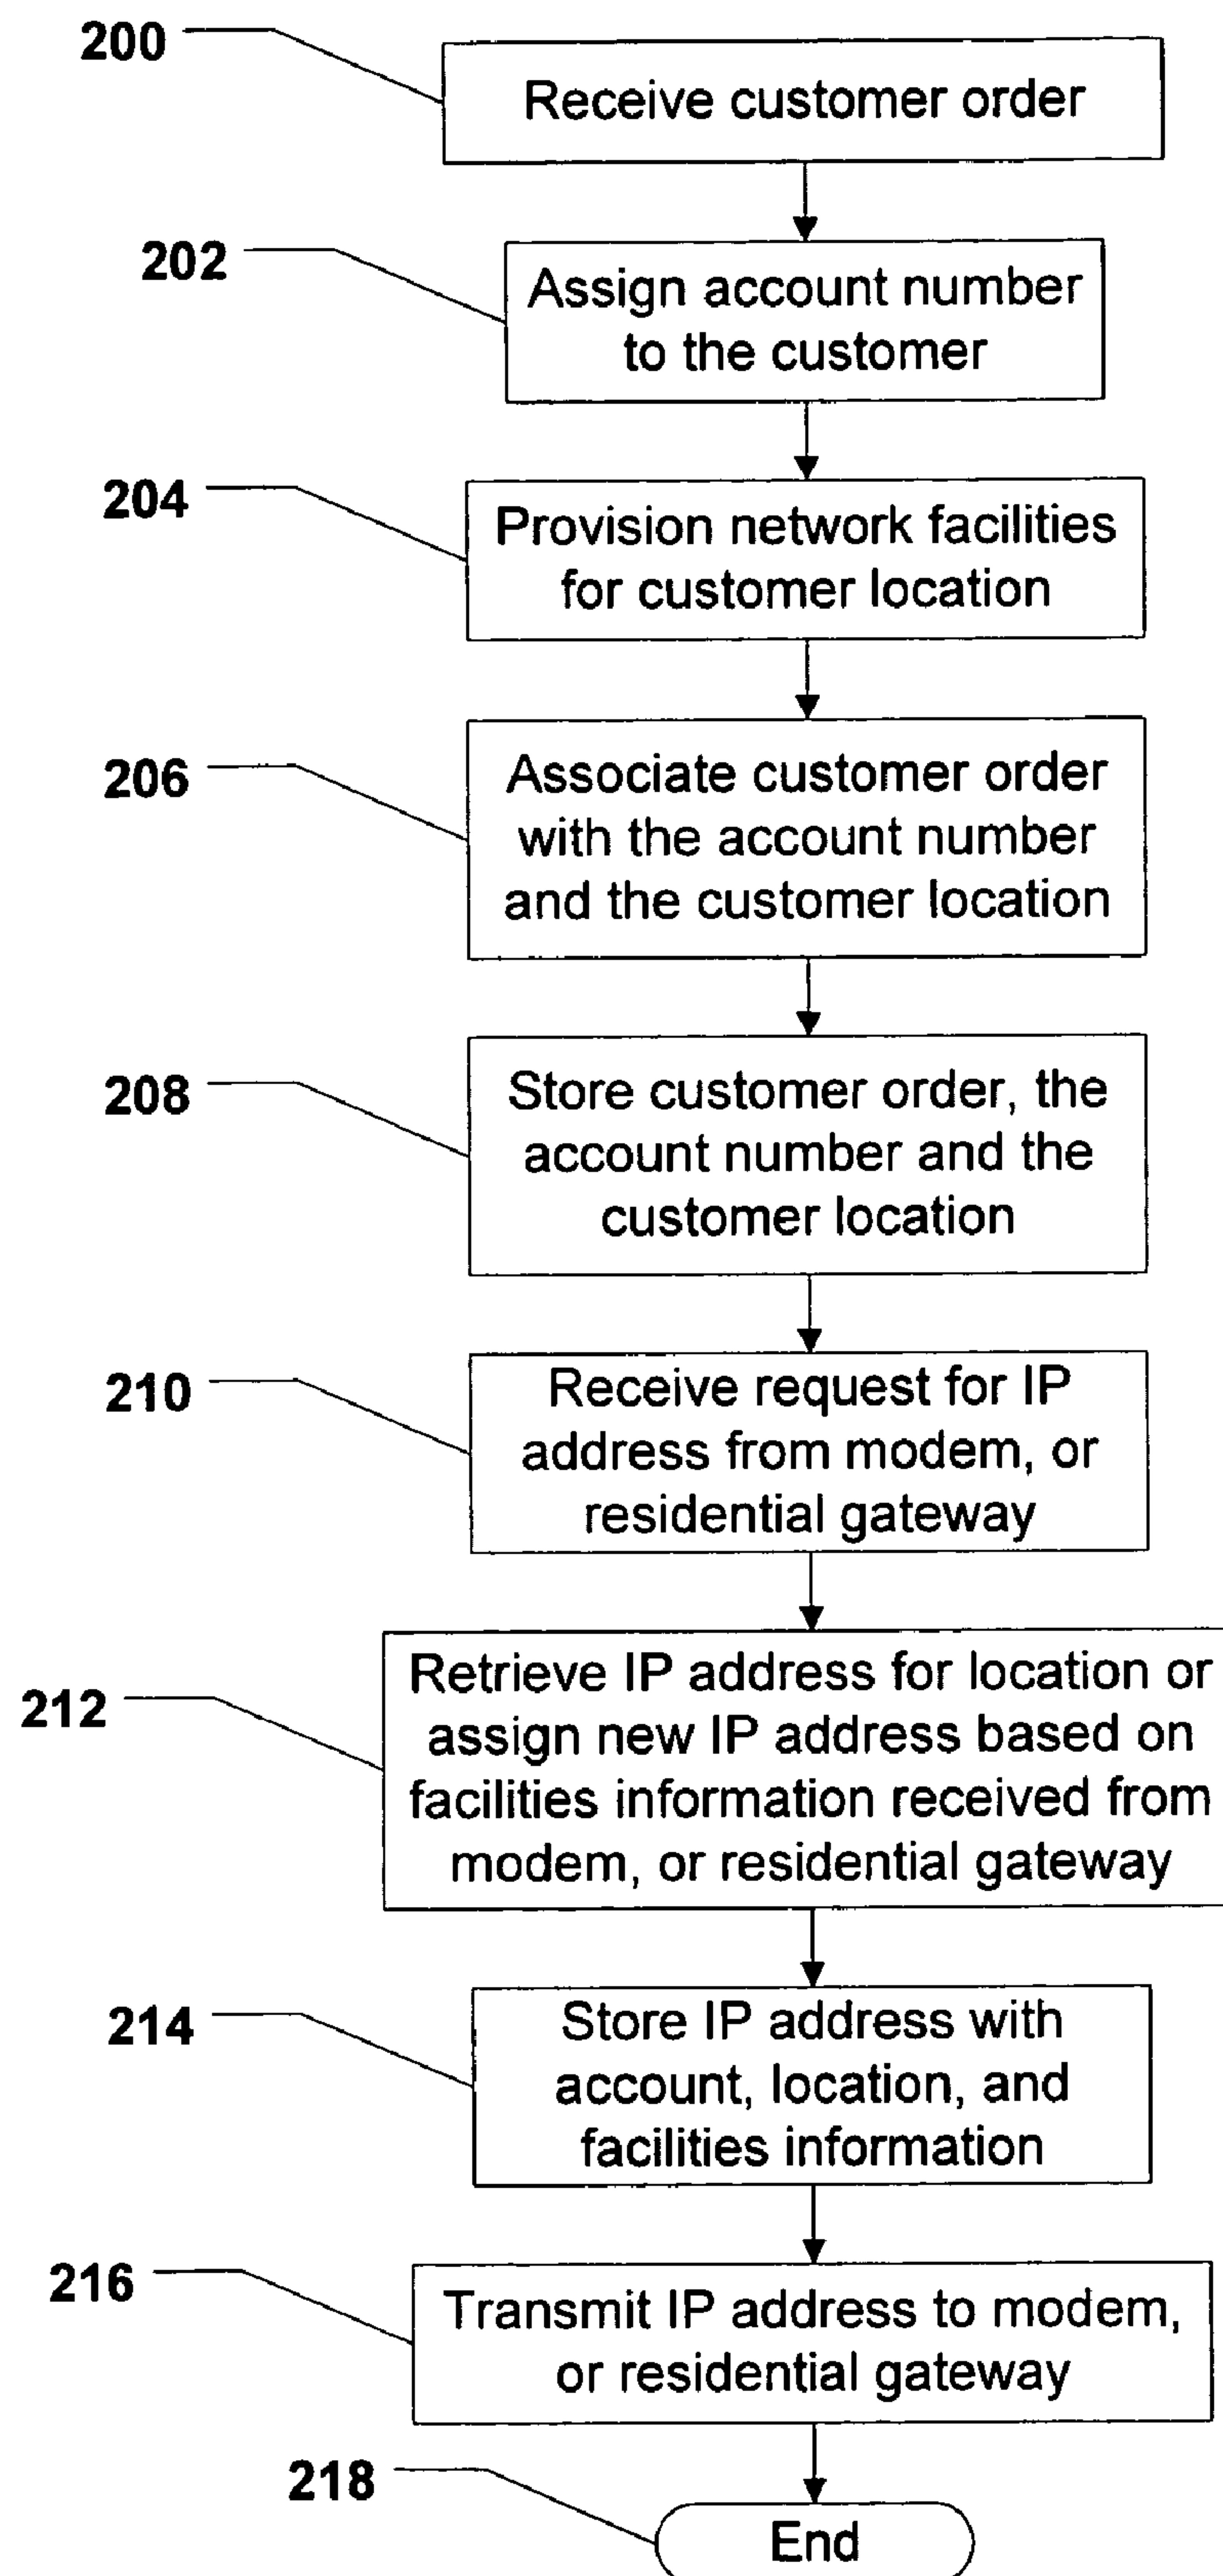 200
Receive customer order
202
Assign account number
to the customer
204
Provision network facilities
for customer location
206
Associate customer order
with the account number
and the customer location
208
Store customer order, the
account number and the
customer location
210
Receive request for IP
address from modem, or
residential gateway
212
Retrieve IP address for location or
assign new IP address based on
facilities information received from
modem, or residential gateway
214
Store IP address with
account, location, and
facilities information
216
Transmit IP address to modem,
or residential gateway
218
End